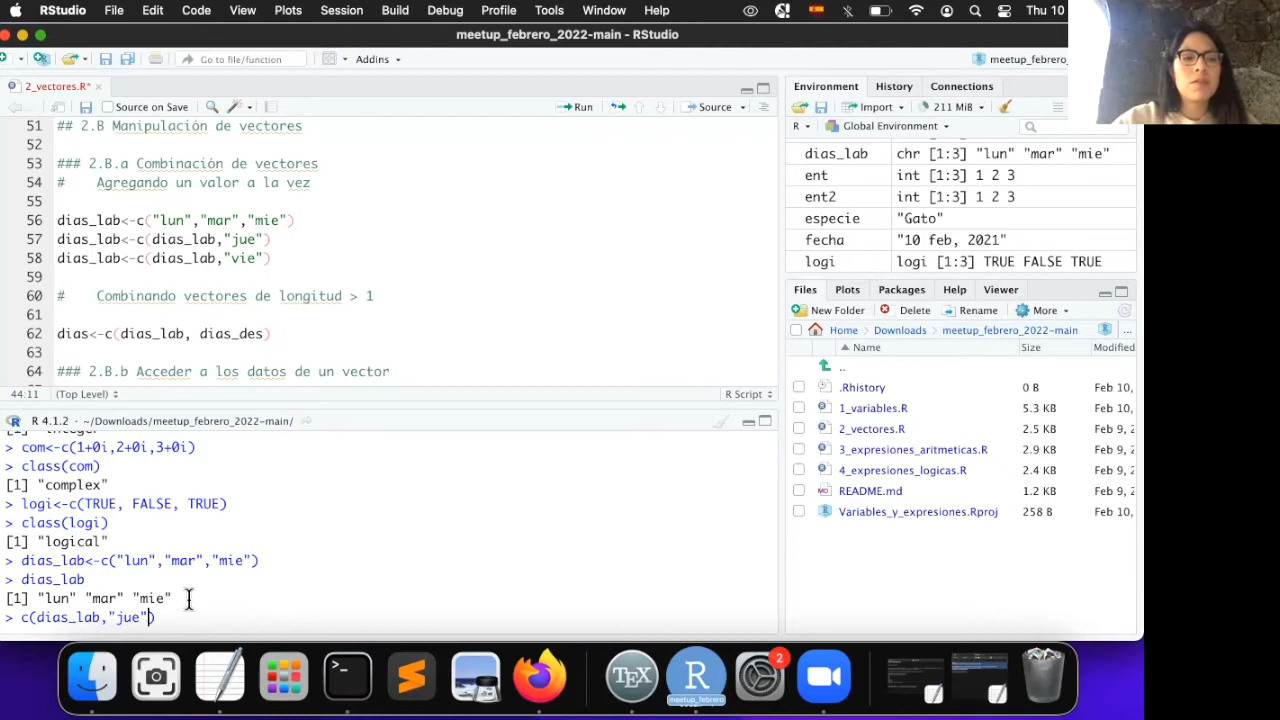 RStudio File Edit Code View Plots Session Build Debug Profile Tools Window Help Thu 10
meetup_febrero_2022-main - RStudio
Go to file/function Addins meetup_febrero_
2_vectores.R*
Source on Save Run Source
51 ## 2.B Manipulación de vectores
52
53 ### 2.B.a Combinación de vectores
54 # Agregando un valor a la vez
55
56 dias_lab<-c("lun","mar","mie")
57 dias_lab<-c(dias_lab,"jue")
58 dias_lab<-c(dias_lab,"vie")
59
60 # Combinando vectores de longitud > 1
61
62 dias<-c(dias_lab, dias_des)
63
64 ### 2.B.b Acceder a los datos de un vector
44:11 (Top Level) R Script
R 4.1.2 · ~/Downloads/meetup_febrero_2022-main/
[1] "integer"
> com<-c(1+0i,2+0i,3+0i)
> class(com)
[1] "complex"
> logi<-c(TRUE, FALSE, TRUE)
> class(logi)
[1] "logical"
> dias_lab<-c("lun","mar","mie")
> dias_lab
[1] "lun" "mar" "mie"
> c(dias_lab,"jue")
Environment History Connections
Import 211 MiB
R Global Environment
dias_lab chr [1:3] "lun" "mar" "mie"
ent int [1:3] 1 2 3
ent2 int [1:3] 1 2 3
especie "Gato"
fecha "10 feb, 2021"
logi logi [1:3] TRUE FALSE TRUE
Files Plots Packages Help Viewer
New Folder Delete Rename More
Home Downloads meetup_febrero_2022-main ...
Name Size Modified
..
.Rhistory 0 B Feb 10,
1_variables.R 5.3 KB Feb 10,
2_vectores.R 2.5 KB Feb 9, 2
3_expresiones_aritmeticas.R 2.9 KB Feb 9, 2
4_expresiones_logicas.R 2.4 KB Feb 9, 2
README.md 1.2 KB Feb 9, 2
Variables_y_expresiones.Rproj 258 B Feb 10,
TEX R 2
meetup_febrero